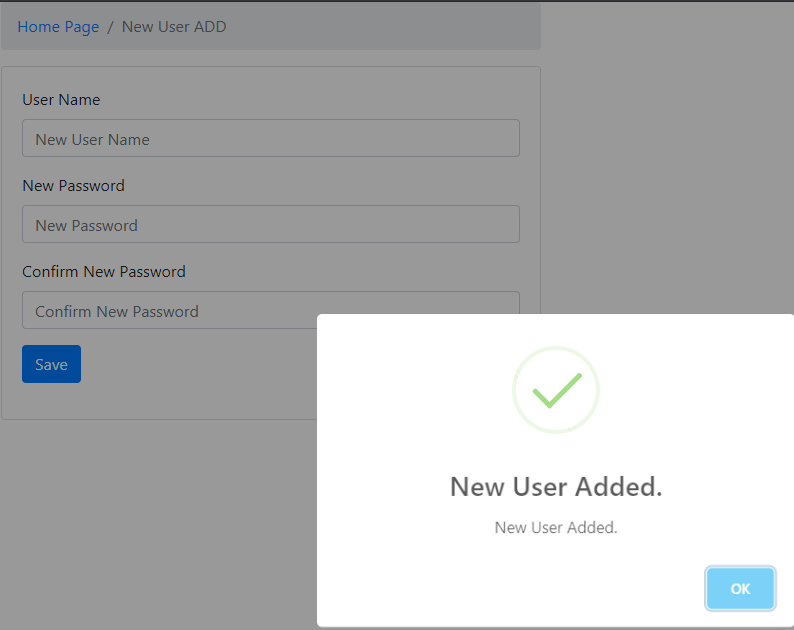 Home Page / New User ADD
User Name
New User Name
New Password
New Password
Confirm New Password
Confirm New Password
Save
New User Added.
New User Added.
OK